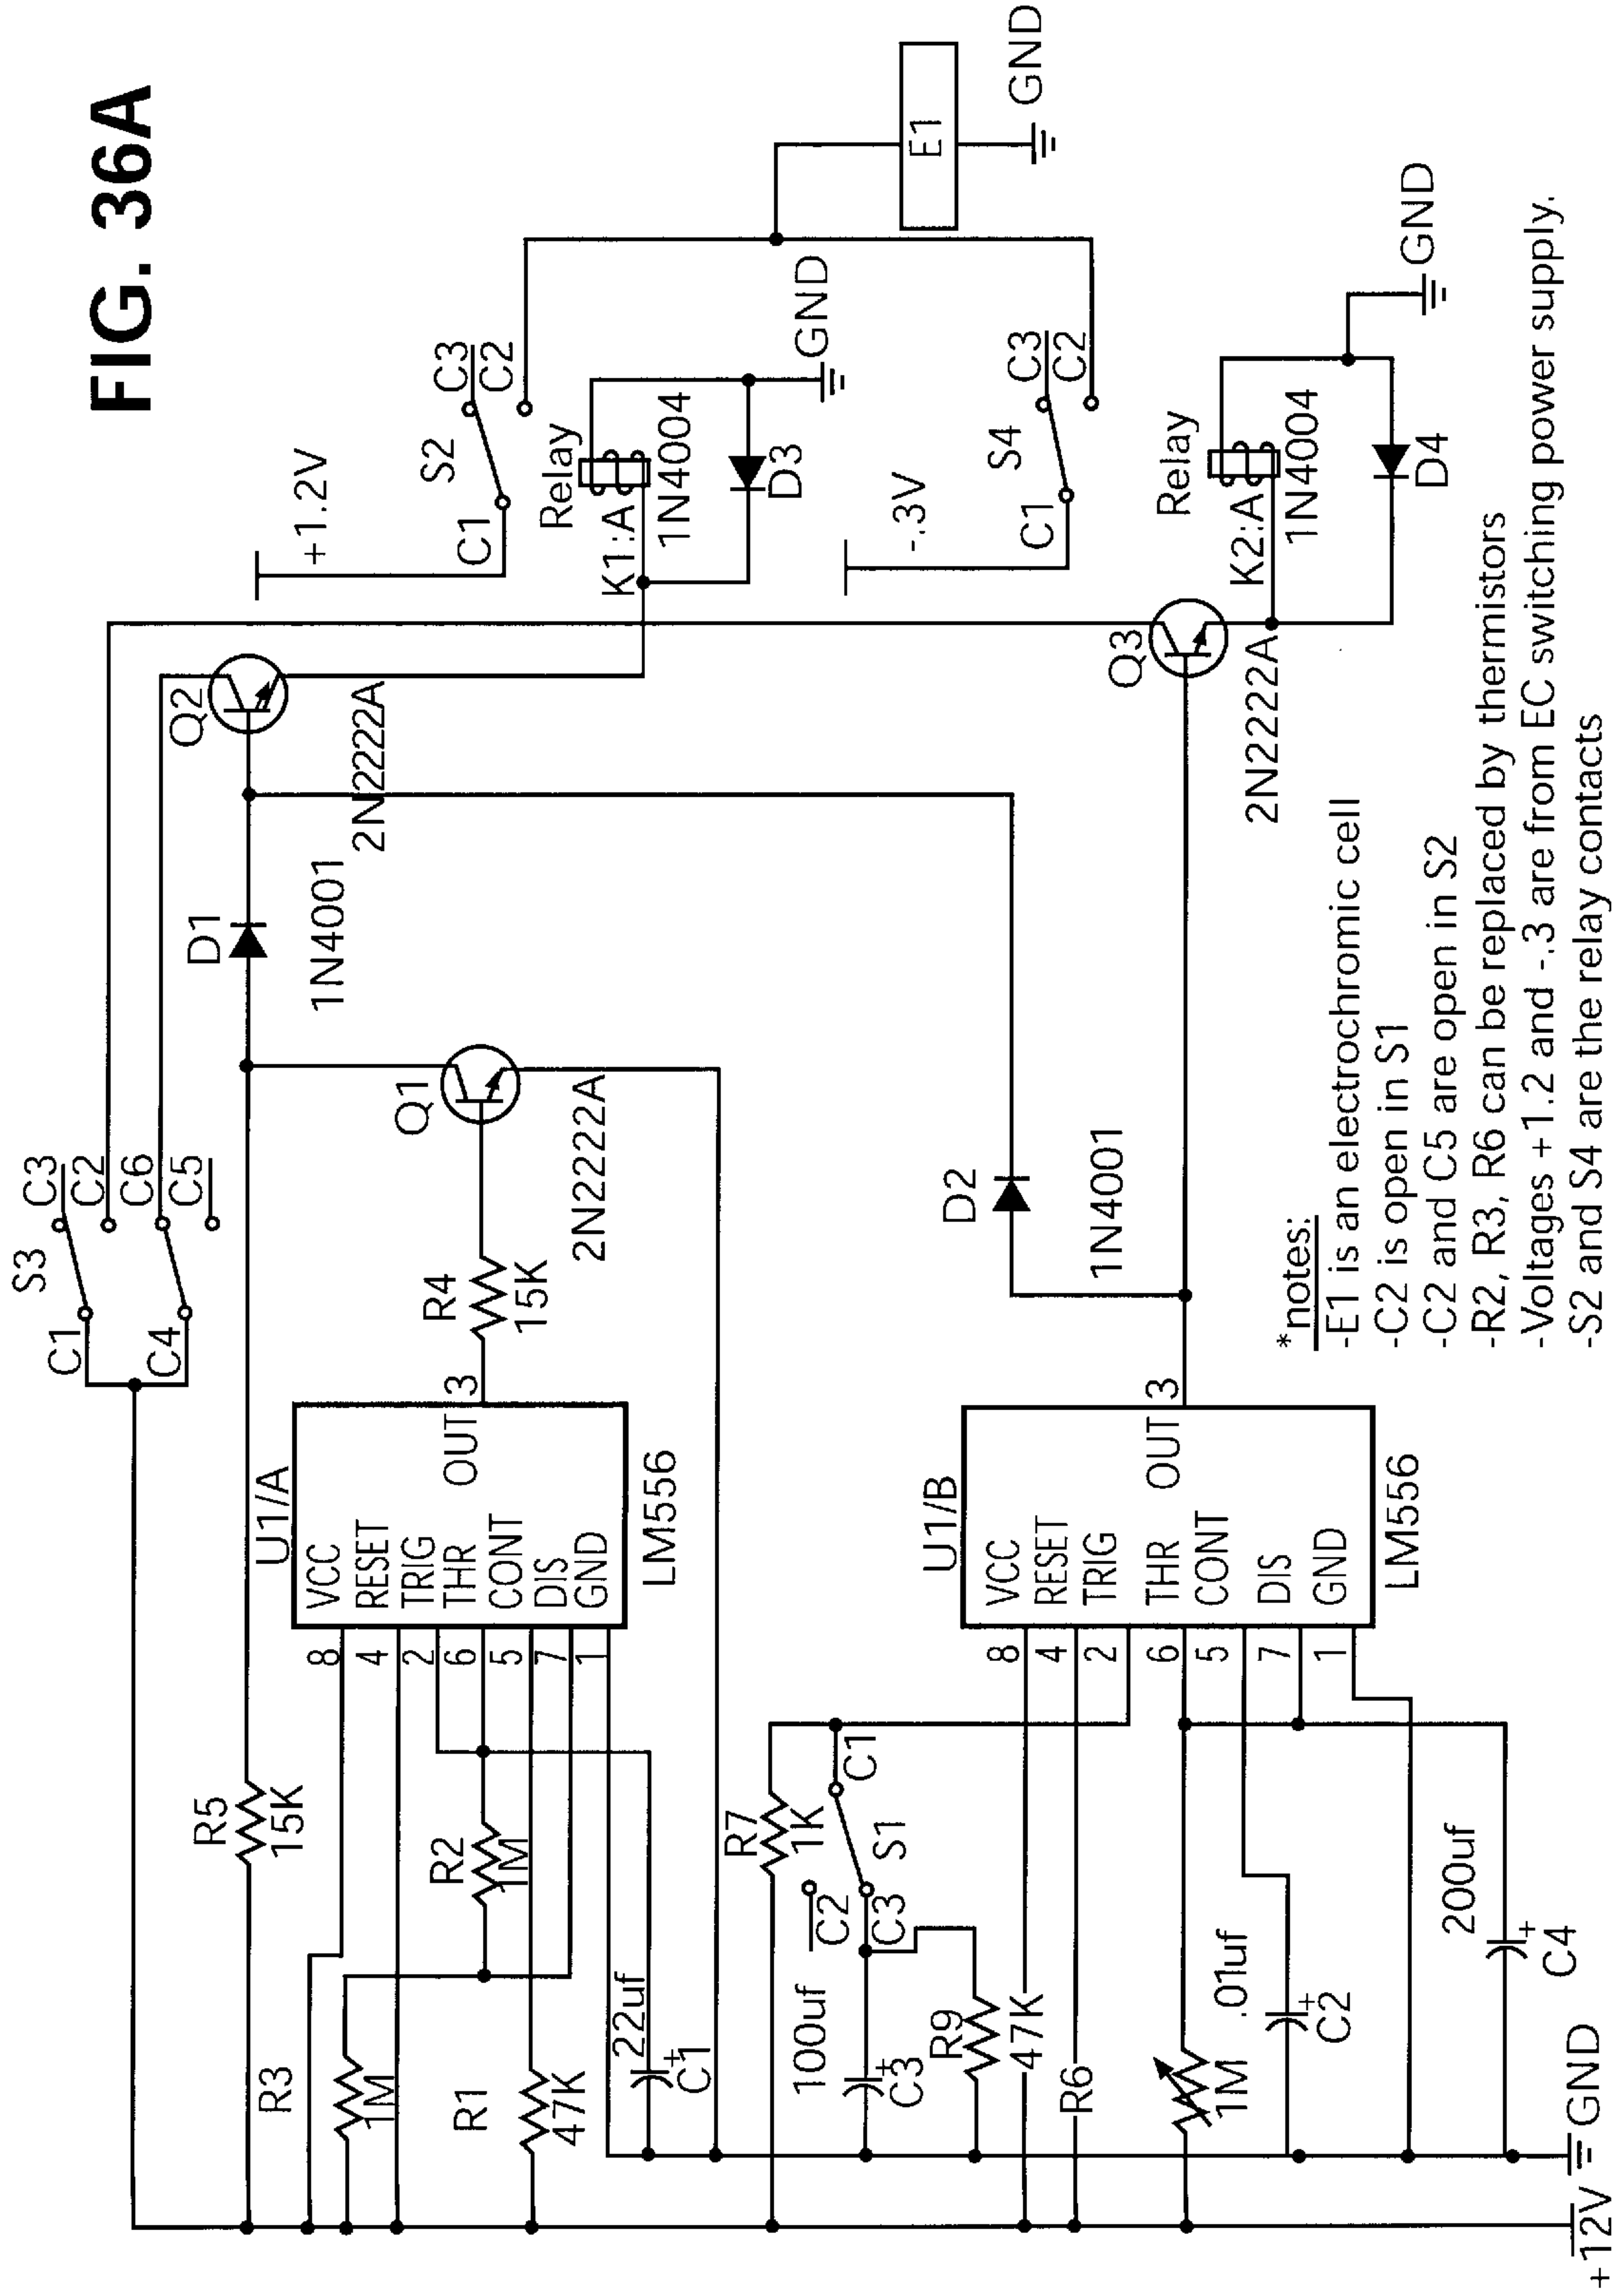 FIG. 36A
S3
C1
C3
C2
C4
C6
C5
Q2
2N2222A
D1
1N4001
R5
15K
+1.2V
S2
C1
C3
C2
Relay
K1:A
1N4004
D3
GND
E1
GND
U1/A
VCC
RESET
TRIG
THR
CONT
DIS
GND
OUT
8
4
2
6
5
7
1
3
LM556
R4
15K
Q1
2N2222A
R3
1M
R2
1M
R1
47K
22uf
+
C1
-.3V
S4
C1
C3
C2
Relay
K2:A
1N4004
D4
GND
Q3
2N2222A
D2
1N4001
U1/B
VCC
RESET
TRIG
THR
CONT
DIS
GND
OUT
8
4
2
6
5
7
1
3
LM556
R7
1K
C1
S1
C2
C3
100uf
+
C3
R9
47K
R6
1M
.01uf
+
C2
200uf
+
C4
+12V
GND
*notes:
-E1 is an electrochromic cell
-C2 is open in S1
-C2 and C5 are open in S2
-R2, R3, R6 can be replaced by thermistors
-Voltages +1.2 and -.3 are from EC switching power supply.
-S2 and S4 are the relay contacts